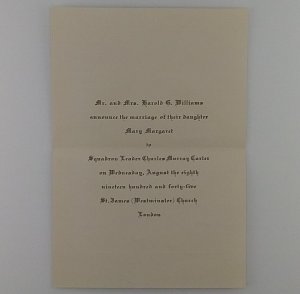 Mr. and Mrs. Harold G. Williams
announce the marriage of their daughter
Mary Margaret
to
Squadron Leader Charles Murray Carter
on Wednesday, August the eighth
nineteen hundred and forty-five
St. James (Westminster) Church
London